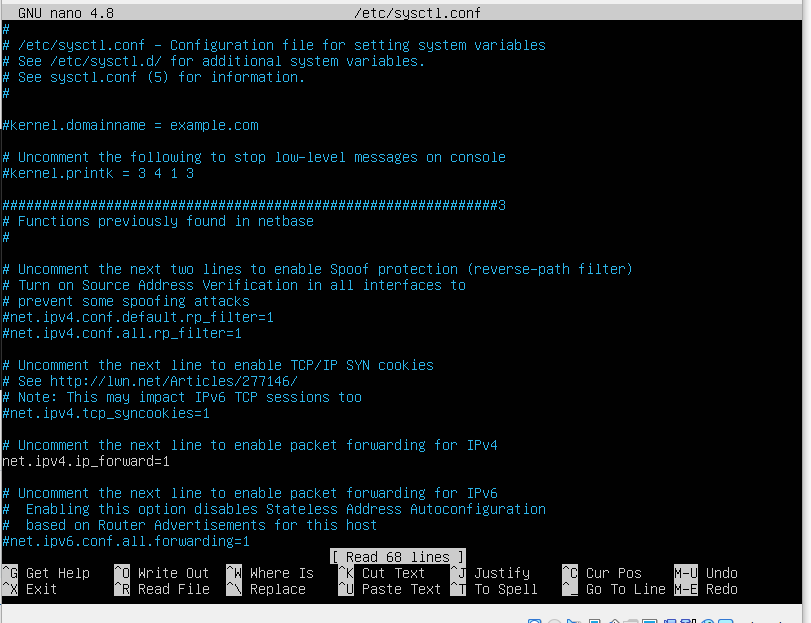 GNU nano 4.8 /etc/sysctl.conf
#
# /etc/sysctl.conf - Configuration file for setting system variables
# See /etc/sysctl.d/ for additional system variables.
# See sysctl.conf (5) for information.
#
#kernel.domainname = example.com
# Uncomment the following to stop low-level messages on console
#kernel.printk = 3 4 1 3
##############################################################3
# Functions previously found in netbase
#
# Uncomment the next two lines to enable Spoof protection (reverse-path filter)
# Turn on Source Address Verification in all interfaces to
# prevent some spoofing attacks
#net.ipv4.conf.default.rp_filter=1
#net.ipv4.conf.all.rp_filter=1
# Uncomment the next line to enable TCP/IP SYN cookies
# See http://lwn.net/Articles/277146/
# Note: This may impact IPv6 TCP sessions too
#net.ipv4.tcp_syncookies=1
# Uncomment the next line to enable packet forwarding for IPv4
net.ipv4.ip_forward=1
# Uncomment the next line to enable packet forwarding for IPv6
#  Enabling this option disables Stateless Address Autoconfiguration
#  based on Router Advertisements for this host
#net.ipv6.conf.all.forwarding=1
[ Read 68 lines ]
^G Get Help ^O Write Out ^W Where Is ^K Cut Text ^J Justify ^C Cur Pos M-U Undo
^X Exit ^R Read File ^\ Replace ^U Paste Text ^T To Spell ^_ Go To Line M-E Redo